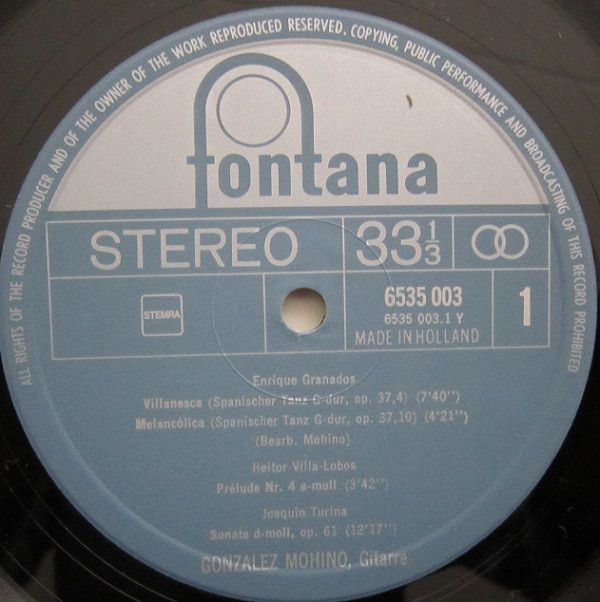 ALL RIGHTS OF THE RECORD PRODUCER AND OF THE OWNER OF THE WORK REPRODUCED RESERVED. COPYING, PUBLIC PERFORMANCE AND BROADCASTING OF THIS RECORD PROHIBITED
fontana
STEREO
33 1/3
STEMRA
6535 003
6535 003.1 Y
1
MADE IN HOLLAND
Enrique Granados
Villanesca (Spanischer Tanz G-dur, op. 37,4) (7'40'')
Melancólica (Spanischer Tanz G-dur, op. 37,10) (4'21'')
(Bearb. Mohino)
Heitor Villa-Lobos
Prélude Nr. 4 e-moll (3'42'')
Joaquin Turina
Sonate d-moll, op. 61 (12'17'')
GONZALEZ MOHINO, Gitarre